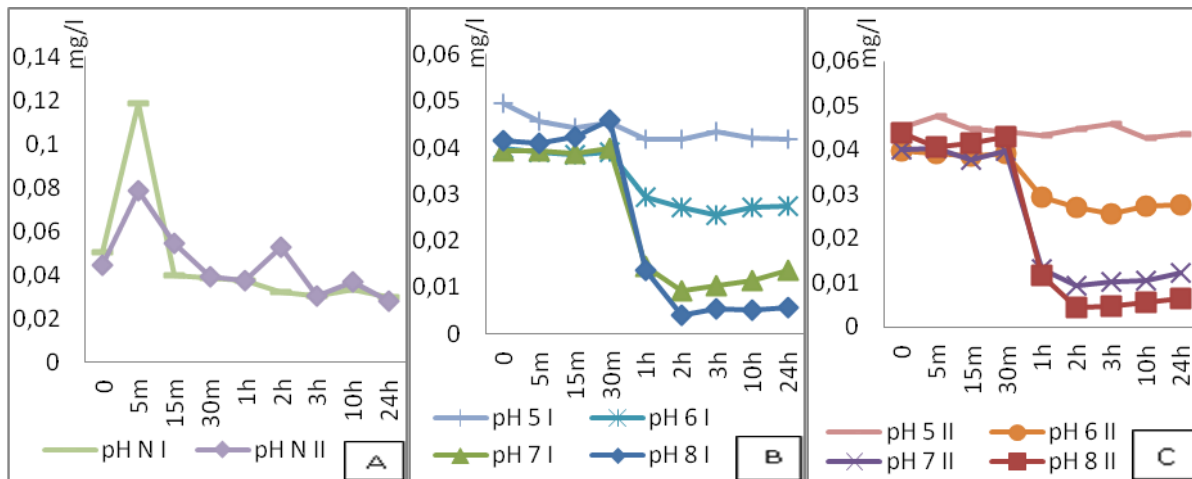 mg/l
0,14
0,12
0,1
0,08
0,06
0,04
0,02
0
0 5m 15m 30m 1h 2h 3h 10h 24h
pH N I pH N II
A
mg/l
0,06
0,05
0,04
0,03
0,02
0,01
0
0 5m 15m 30m 1h 2h 3h 10h 24h
pH 5 I pH 6 I
pH 7 I pH 8 I
B
mg/l
0,06
0,05
0,04
0,03
0,02
0,01
0
0 5m 15m 30m 1h 2h 3h 10h 24h
pH 5 II pH 6 II
pH 7 II pH 8 II
C